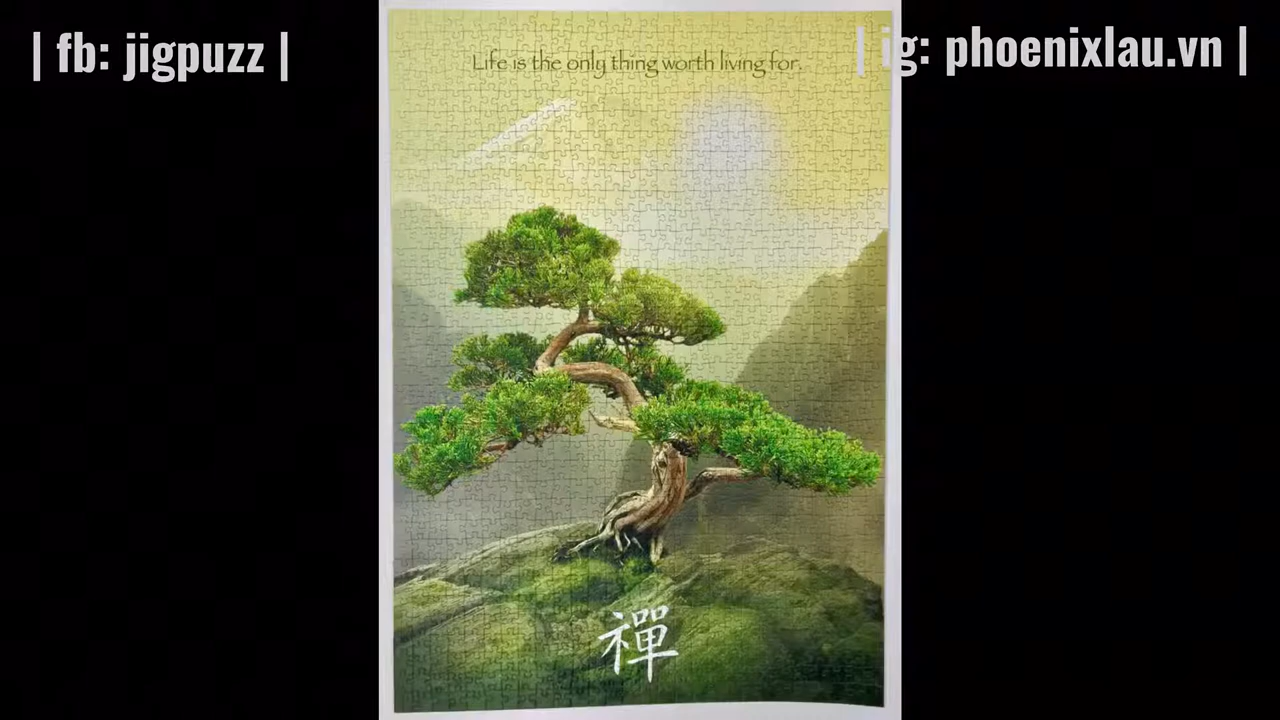 | fb: jigpuzz |
| ig: phoenixlau.vn |
Life is the only thing worth living for.
禪